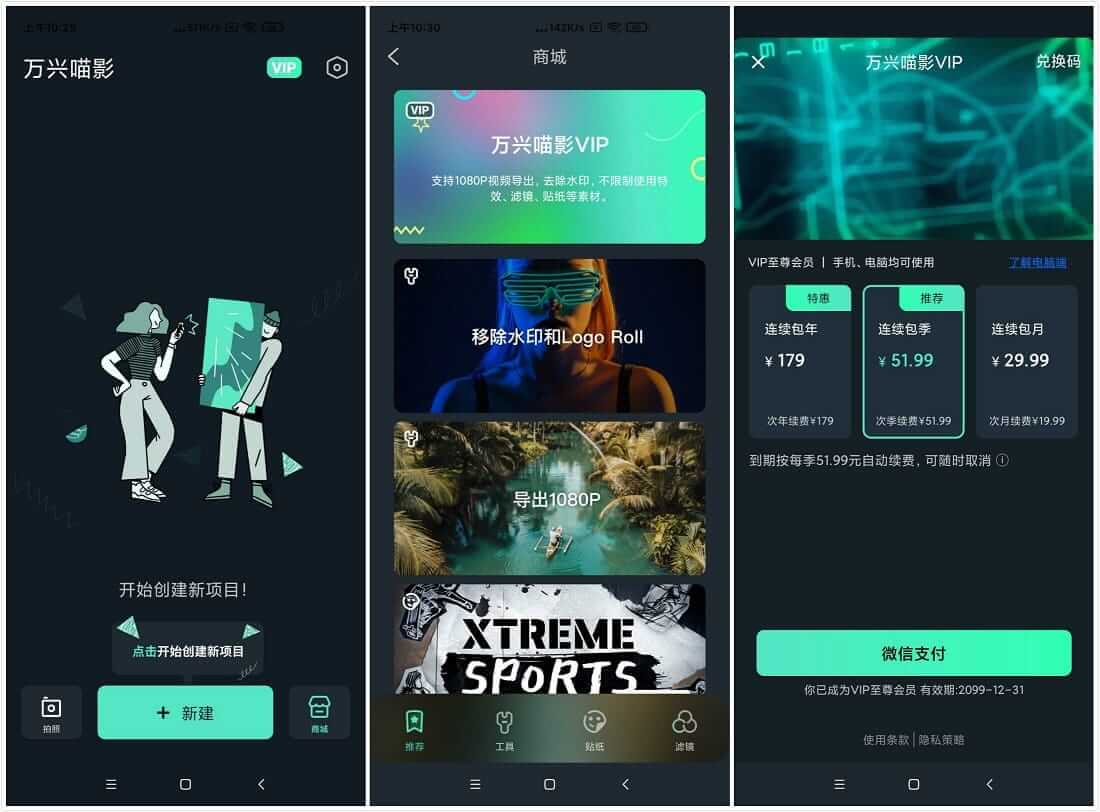 上午10:29
万兴喵影
VIP
开始创建新项目!
点击开始创建新项目
拍照
+ 新建
商城
上午10:30
...142K/s
商城
VIP
万兴喵影VIP
支持1080P视频导出, 去除水印, 不限制使用特
效、滤镜、贴纸等素材。
移除水印和Logo Roll
导出1080P
XTREME
SPORTS
推荐
工具
贴纸
滤镜
万兴喵影VIP
兑换码
VIP至尊会员 | 手机、电脑均可使用
了解电脑端
特惠
连续包年
¥ 179
次年续费¥179
推荐
连续包季
¥ 51.99
次季续费¥51.99
连续包月
¥ 29.99
次月续费¥19.99
到期按每季51.99元自动续费, 可随时取消
微信支付
你已成为VIP至尊会员 有效期:2099-12-31
使用条款 | 隐私策略